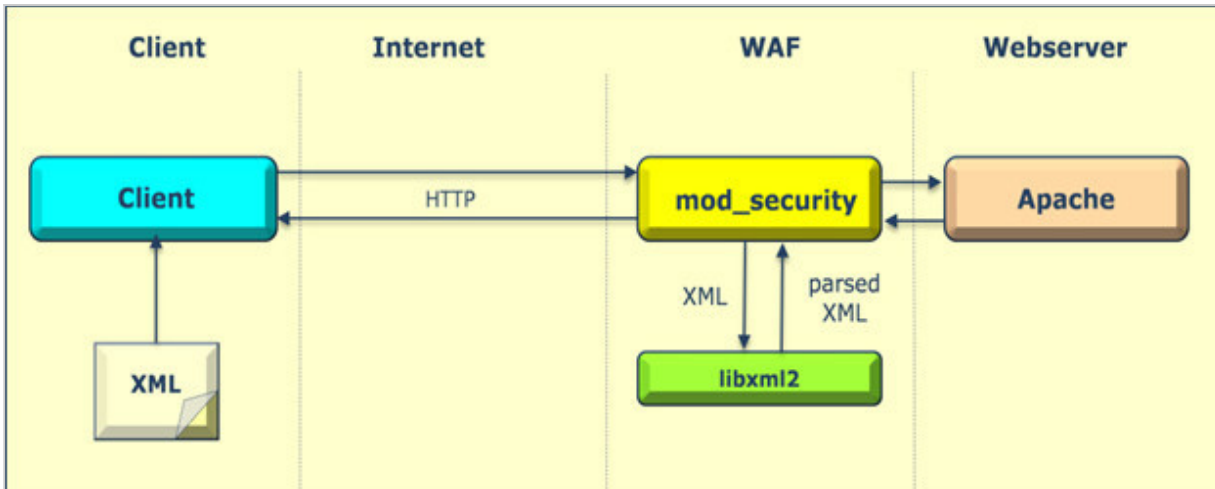 Client
Internet
WAF
Webserver
Client
HTTP
mod_security
Apache
XML
parsed
XML
XML
libxml2